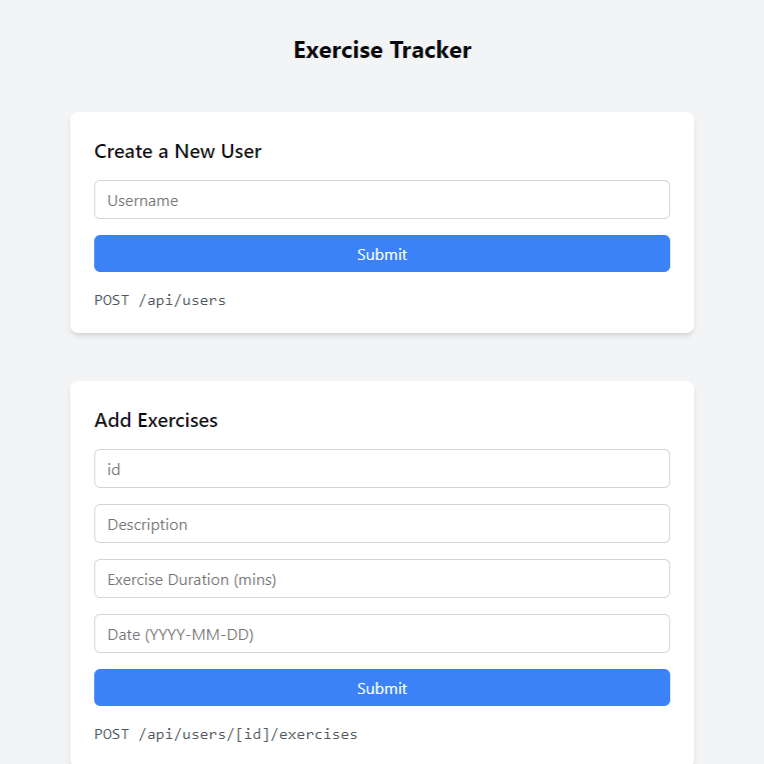 Exercise Tracker
Create a New User
Username
Submit
POST /api/users
Add Exercises
id
Description
Exercise Duration (mins)
Date (YYYY-MM-DD)
Submit
POST /api/users/[id]/exercises